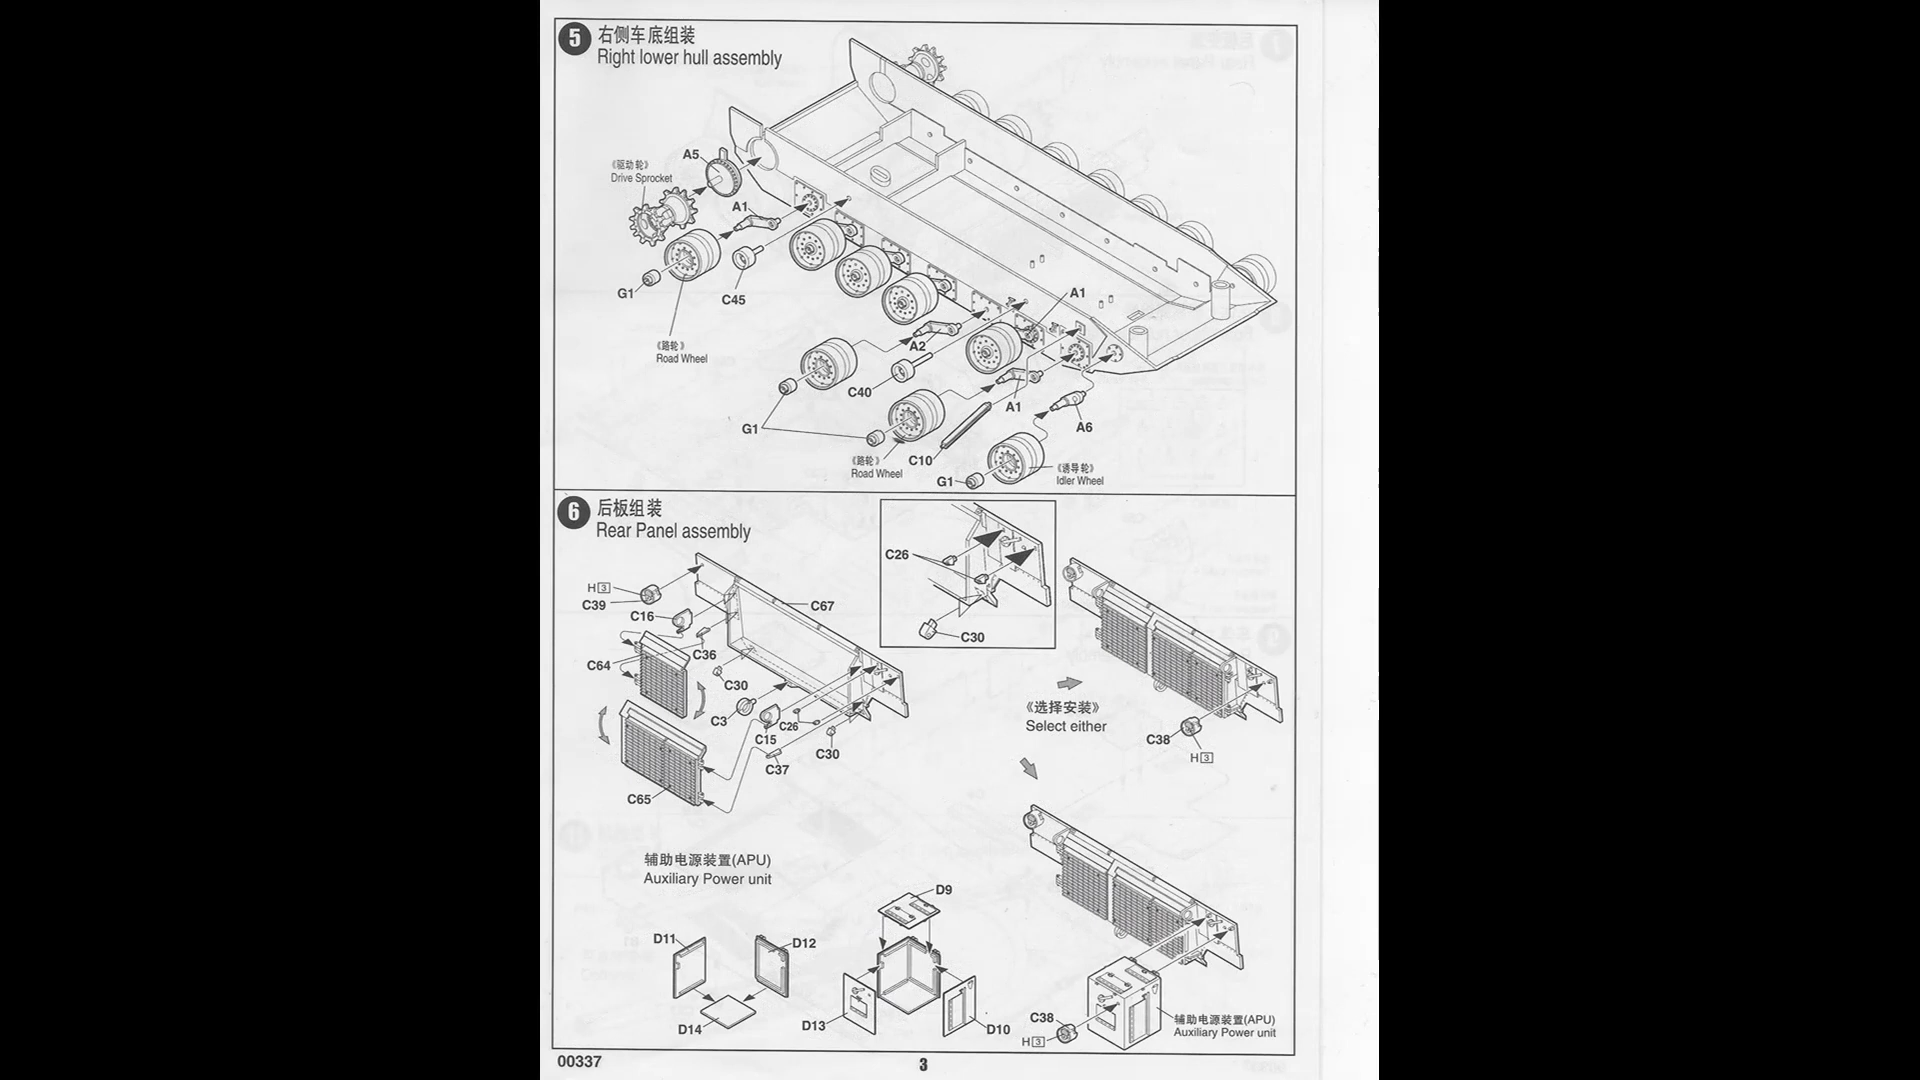 5
右侧车底组装
Right lower hull assembly
A5
《驱动轮》
Drive Sprocket
A1
G1
C45
《路轮》
Road Wheel
A1
A2
C40
G1
A1
A6
C10
《路轮》
Road Wheel
G1
《诱导轮》
Idler Wheel
6
后板组装
Rear Panel assembly
C26
C30
H3
C39
C16
C67
C36
C64
C30
C3
C15
C26
C30
C37
C65
《选择安装》
Select either
C38
H3
辅助电源装置(APU)
Auxiliary Power unit
D9
D11
D12
D14
D13
D10
C38
H3
辅助电源装置(APU)
Auxiliary Power unit
00337
3